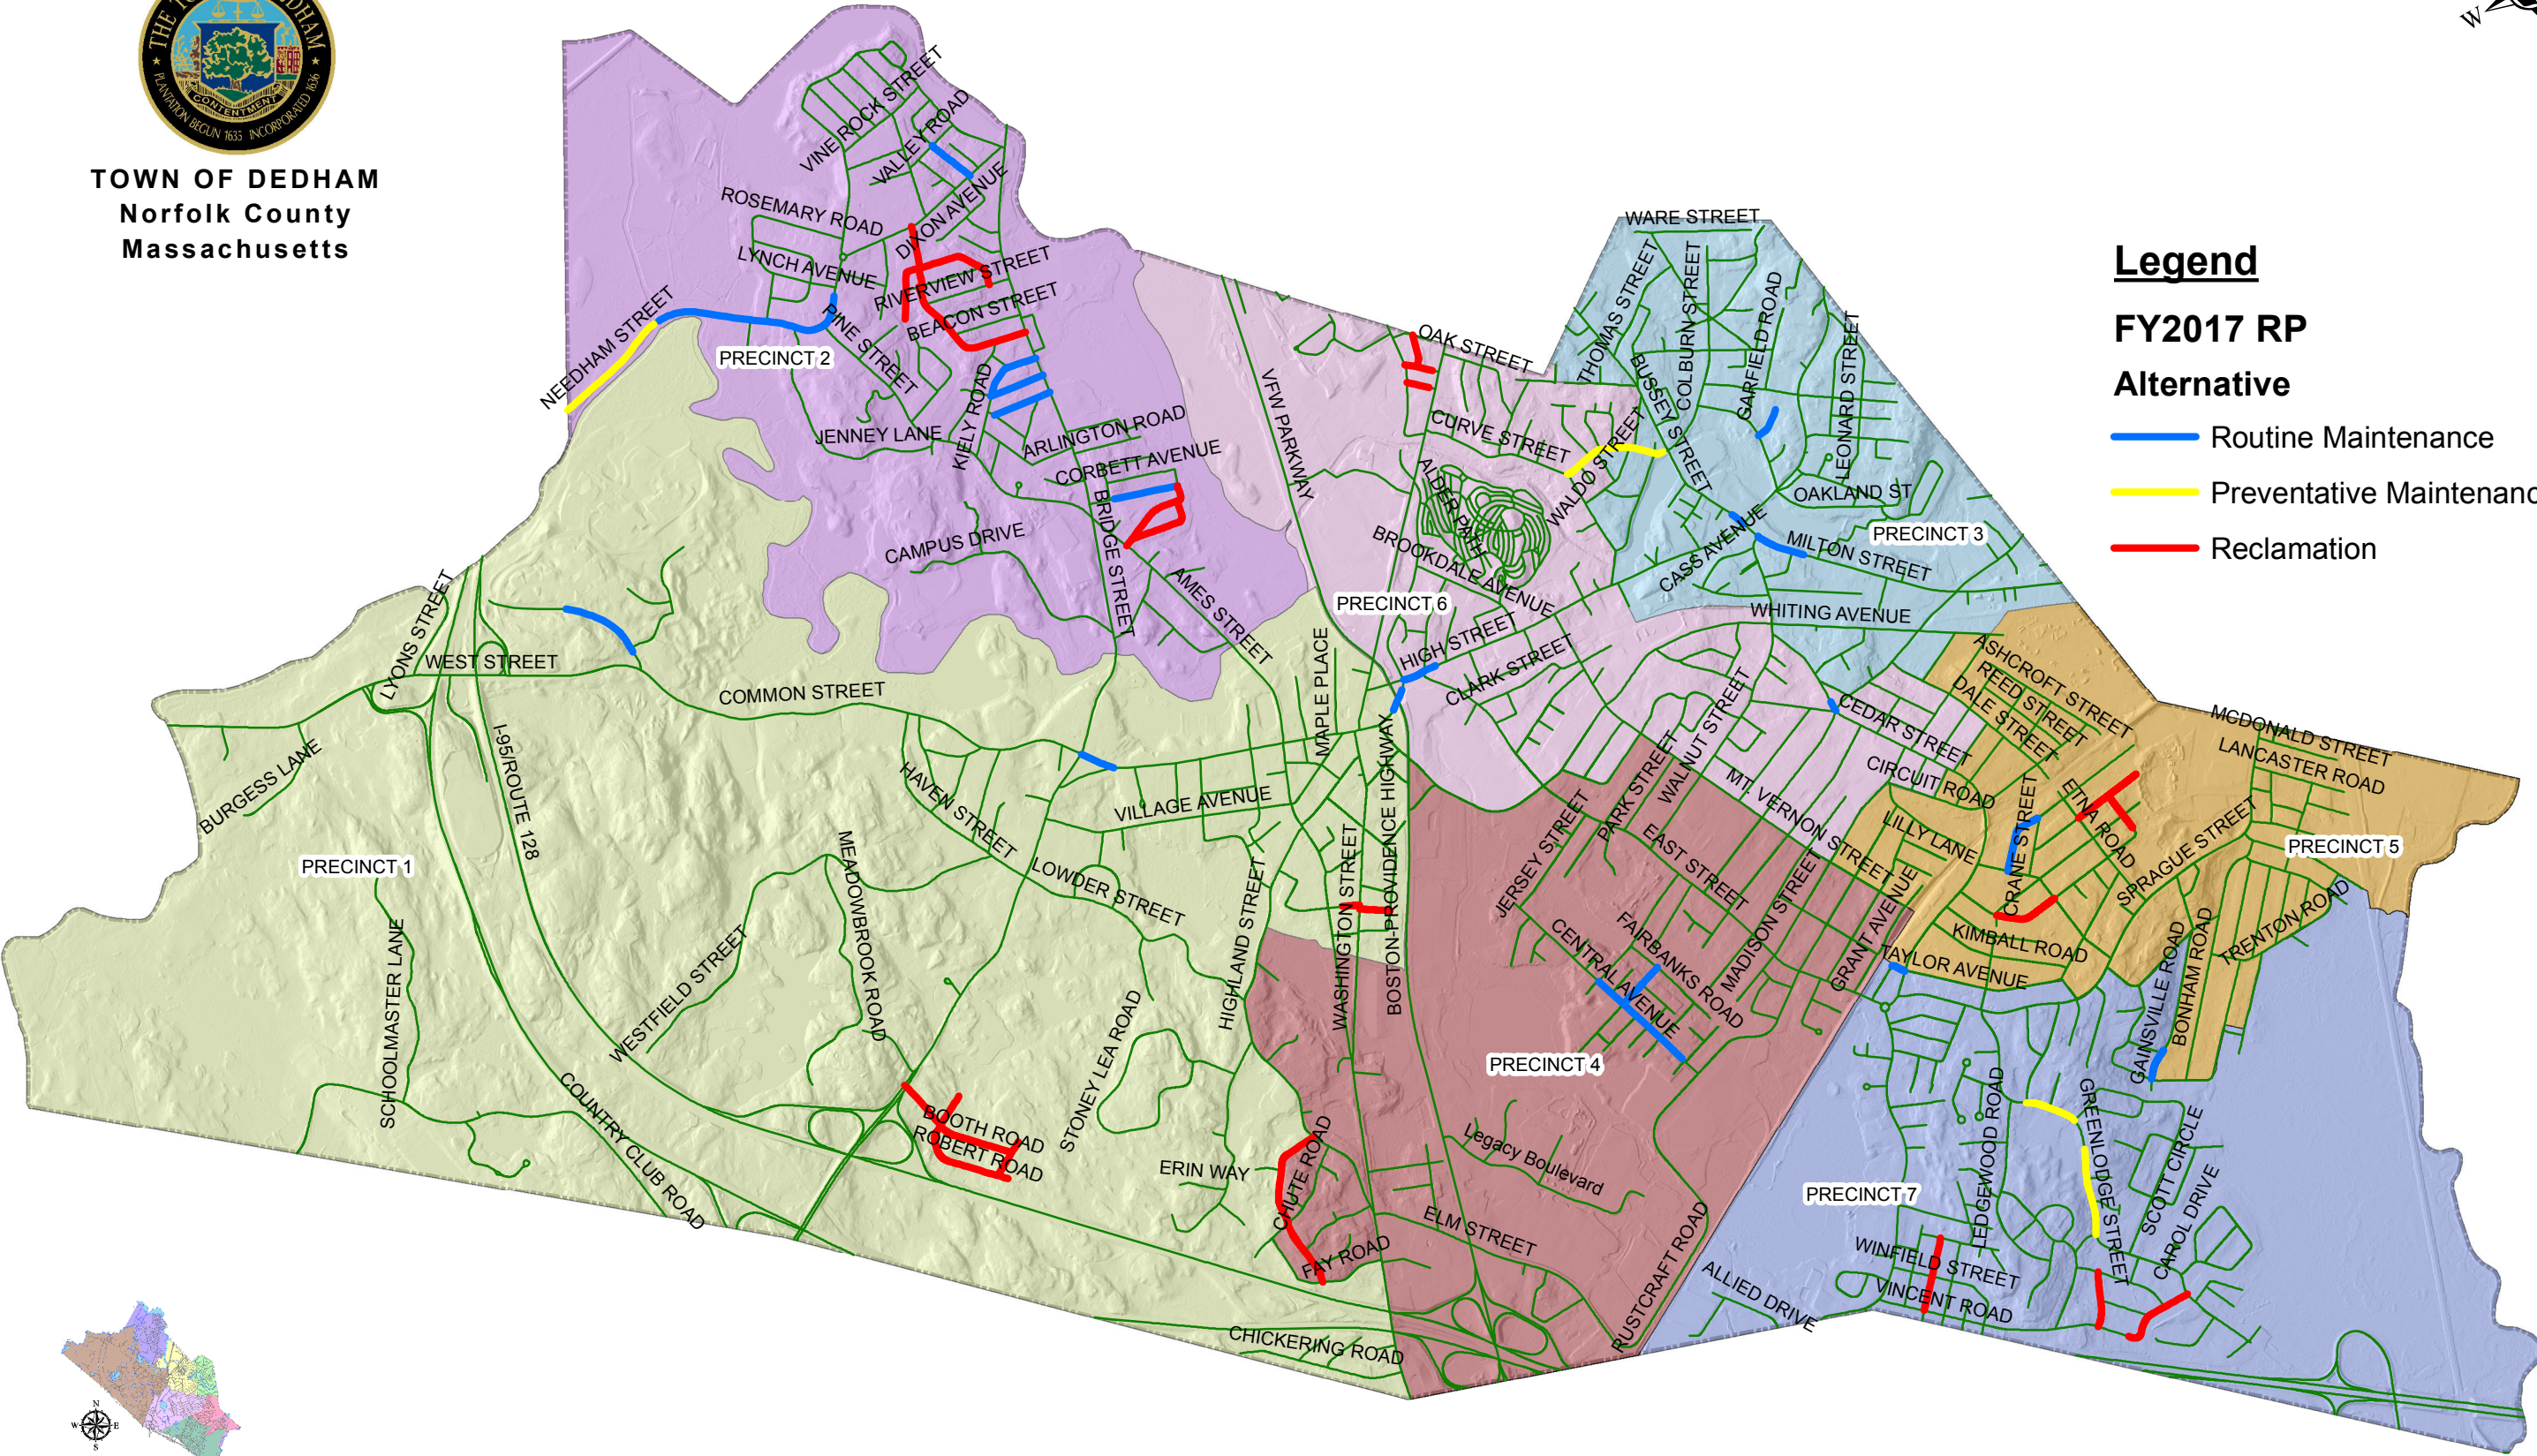 THE TO
DHAM
PLANTATION BEGUN 1635 INCORPORATED 1636
CONTENTMENT
TOWN OF DEDHAM
Norfolk County
Massachusetts
W
Legend
FY2017 RP
Alternative
Routine Maintenance
Preventative Maintenanc
Reclamation
VINE ROCK STREET
VALLEY ROAD
ROSEMARY ROAD
DIXON AVENUE
LYNCH AVENUE
RIVERVIEW STREET
BEACON STREET
NEEDHAM STREET
PINE STREET
PRECINCT 2
KIELY ROAD
JENNEY LANE
ARLINGTON ROAD
CORBETT AVENUE
CAMPUS DRIVE
BRIDGE STREET
AMES STREET
VFW PARKWAY
OAK STREET
CURVE STREET
ALDER PATH
WALDO STREET
BROOKDALE AVENUE
PRECINCT 6
HIGH STREET
CLARK STREET
WARE STREET
THOMAS STREET
COLBURN STREET
BUSSEY STREET
GARFIELD ROAD
LEONARD STREET
OAKLAND ST
PRECINCT 3
CASS AVENUE
MILTON STREET
WHITING AVENUE
LYONS STREET
WEST STREET
COMMON STREET
MAPLE PLACE
I-95/ROUTE 128
BURGESS LANE
PRECINCT 1
HAVEN STREET
VILLAGE AVENUE
LOWDER STREET
MEADOWBROOK ROAD
WESTFIELD STREET
SCHOOLMASTER LANE
HIGHLAND STREET
WASHINGTON STREET
BOSTON-PROVIDENCE HIGHWAY
STONEY LEA ROAD
COUNTRY CLUB ROAD
BOOTH ROAD
ROBERT ROAD
ERIN WAY
CHUTE ROAD
FAY ROAD
CHICKERING ROAD
WALNUT STREET
PARK STREET
JERSEY STREET
EAST STREET
MT. VERNON STREET
MADISON STREET
GRANT AVENUE
FAIRBANKS ROAD
CENTRAL AVENUE
PRECINCT 4
Legacy Boulevard
ELM STREET
RUSTCRAFT ROAD
ALLIED DRIVE
ASHCROFT STREET
REED STREET
DALE STREET
CEDAR STREET
CIRCUIT ROAD
MCDONALD STREET
LANCASTER ROAD
LILLY LANE
CRANE STREET
ETNA ROAD
SPRAGUE STREET
PRECINCT 5
KIMBALL ROAD
TAYLOR AVENUE
TRENTON ROAD
GAINSVILLE ROAD
BONHAM ROAD
LEDGEWOOD ROAD
GREENLODGE STREET
SCOTT CIRCLE
CAROL DRIVE
PRECINCT 7
WINFIELD STREET
VINCENT ROAD
N
W E
S